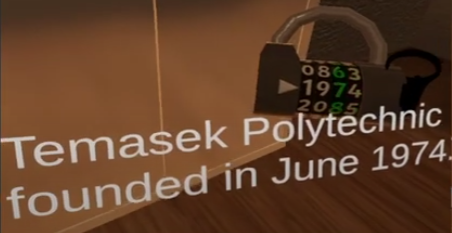 0863
1974
2085
Temasek Polytechnic
founded in June 1974.